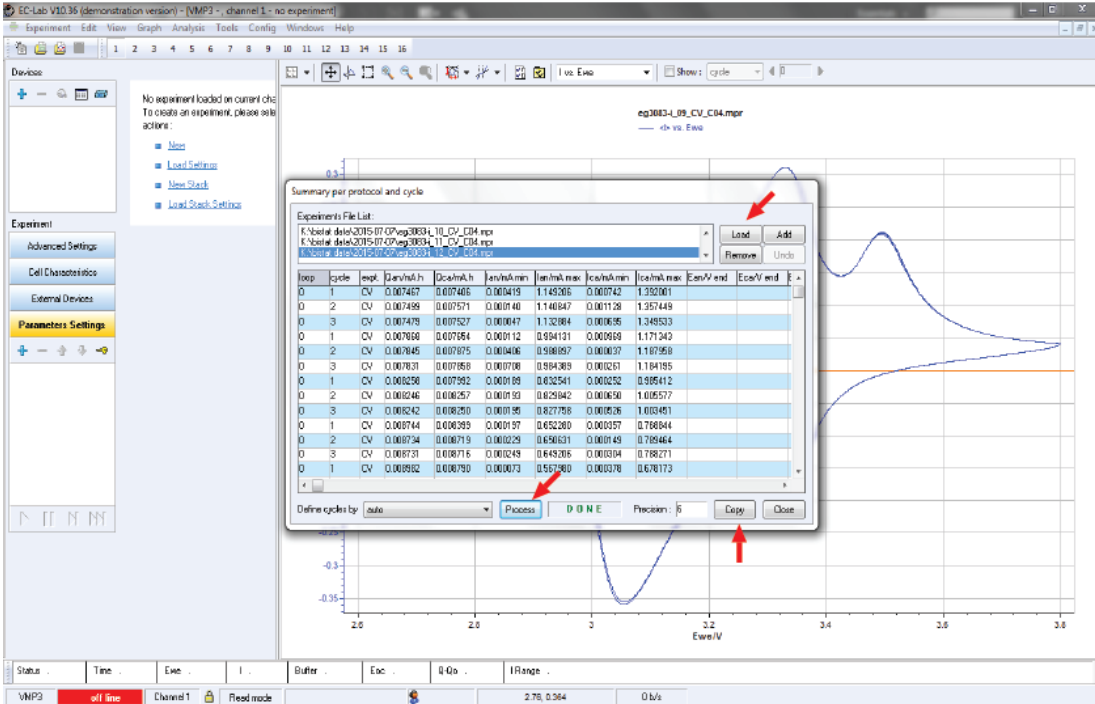 EC-Lab V10.36 (demonstration version) - [VMP3 - , channel 1 - no experiment]
Experiment Edit View Graph Analysis Tools Config Windows Help
1 2 3 4 5 6 7 8 9 10 11 12 13 14 15 16
Devices
I vs. Ewe
Show: cycle
0
No experiment loaded on current cha
To create an experiment, please sele
actions :
New
Load Settings
New Stack
Load Stack Settings
Experiment
Advanced Settings
Cell Characteristics
External Devices
Parameters Settings
eg3083-i_09_CV_C04.mpr
<I> vs. Ewe
0.3
Summary per protocol and cycle
Experiments File List :
K:\bistat data\2015-07-07\eg3083-i_10_CV_C04.mpr
K:\bistat data\2015-07-07\eg3083-i_11_CV_C04.mpr
K:\bistat data\2015-07-07\eg3083-i_12_CV_C04.mpr
Load Add
Remove Undo
loop cycle expt. Qan/mA.h Qca/mA.h Ian/mA min Ian/mA max Ica/mA min Ica/mA max Ean/V end Eca/V end
0 1 CV 0.007467 0.007406 0.000419 1.149206 0.000742 1.392001
0 2 CV 0.007499 0.007571 0.000140 1.140847 0.001128 1.357449
0 3 CV 0.007479 0.007527 0.000047 1.132884 0.000695 1.349533
0 1 CV 0.007868 0.007654 0.000112 0.994131 0.000969 1.171343
0 2 CV 0.007845 0.007875 0.000406 0.988897 0.000037 1.187958
0 3 CV 0.007831 0.007858 0.000708 0.984389 0.000261 1.184195
0 1 CV 0.008258 0.007992 0.000189 0.832541 0.000252 0.985412
0 2 CV 0.008246 0.008257 0.000193 0.829842 0.000650 1.005577
0 3 CV 0.008242 0.008250 0.000195 0.827758 0.000526 1.003451
0 1 CV 0.008744 0.008399 0.000197 0.652280 0.000357 0.768844
0 2 CV 0.008734 0.008719 0.000229 0.650631 0.000149 0.789464
0 3 CV 0.008731 0.008716 0.000249 0.649206 0.000304 0.788271
0 1 CV 0.008982 0.008790 0.000073 0.567980 0.000378 0.678173
Define cycles by auto Process DONE Precision : 6 Copy Close
-0.25
-0.3
-0.35
2.6 2.8 3 3.2 3.4 3.6 3.8
Ewe/V
Status . Time . Ewe . I . Buffer . Eoc . Q-Qo . I Range .
VMP3 off line Channel 1 Read mode 2.76, 0.364 0 b/s